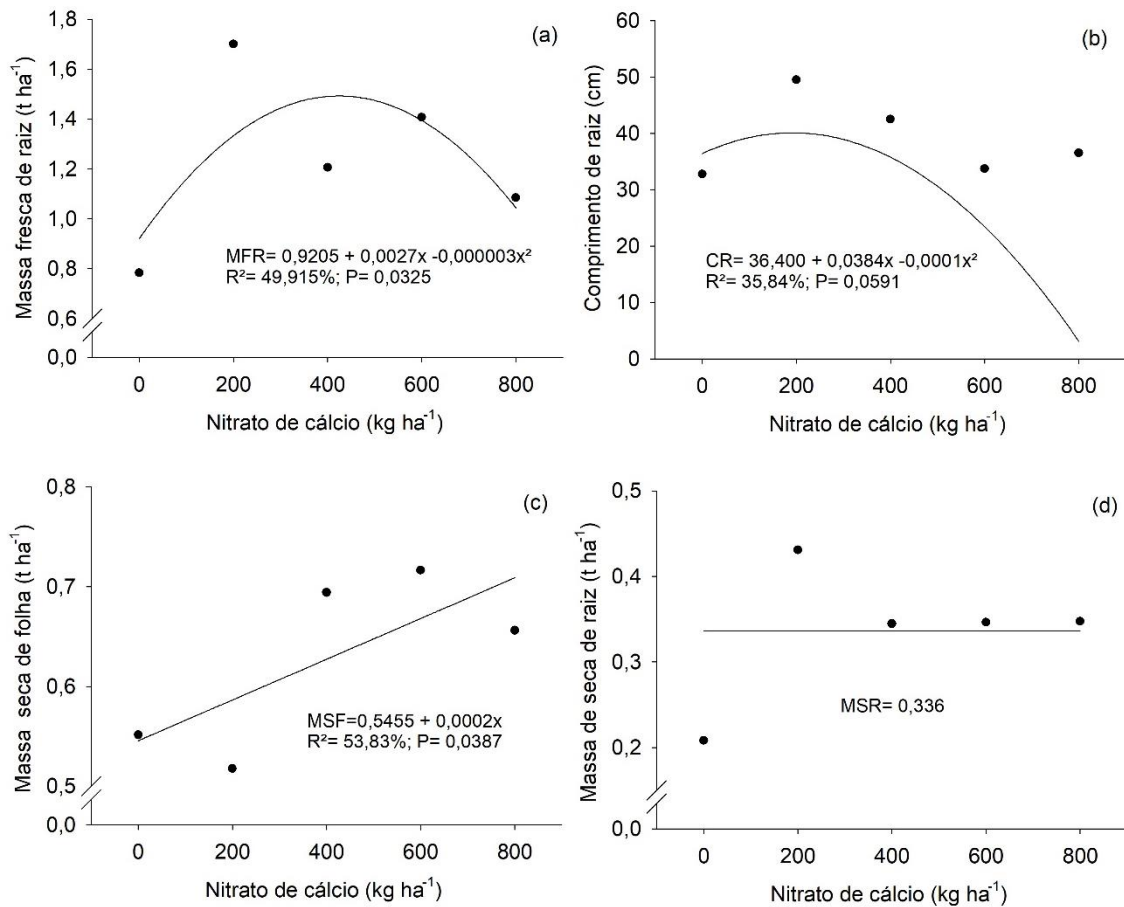 (a)
Massa fresca de raiz (t ha⁻¹)
1,8
1,6
1,4
1,2
1,0
0,8
0,6
0,0
MFR= 0,9205 + 0,0027x -0,000003x²
R²= 49,915%; P= 0,0325
0 200 400 600 800
Nitrato de cálcio (kg ha⁻¹)
(b)
Comprimento de raiz (cm)
60
50
40
30
20
10
0
CR= 36,400 + 0,0384x -0,0001x²
R²= 35,84%; P= 0,0591
0 200 400 600 800
Nitrato de cálcio (kg ha⁻¹)
(c)
Massa seca de folha (t ha⁻¹)
0,8
0,7
0,6
0,5
0,0
MSF=0,5455 + 0,0002x
R²= 53,83%; P= 0,0387
0 200 400 600 800
Nitrato de cálcio (kg ha⁻¹)
(d)
Massa de seca de raiz (t ha⁻¹)
0,5
0,4
0,3
0,2
0,0
MSR= 0,336
0 200 400 600 800
Nitrato de cálcio (kg ha⁻¹)